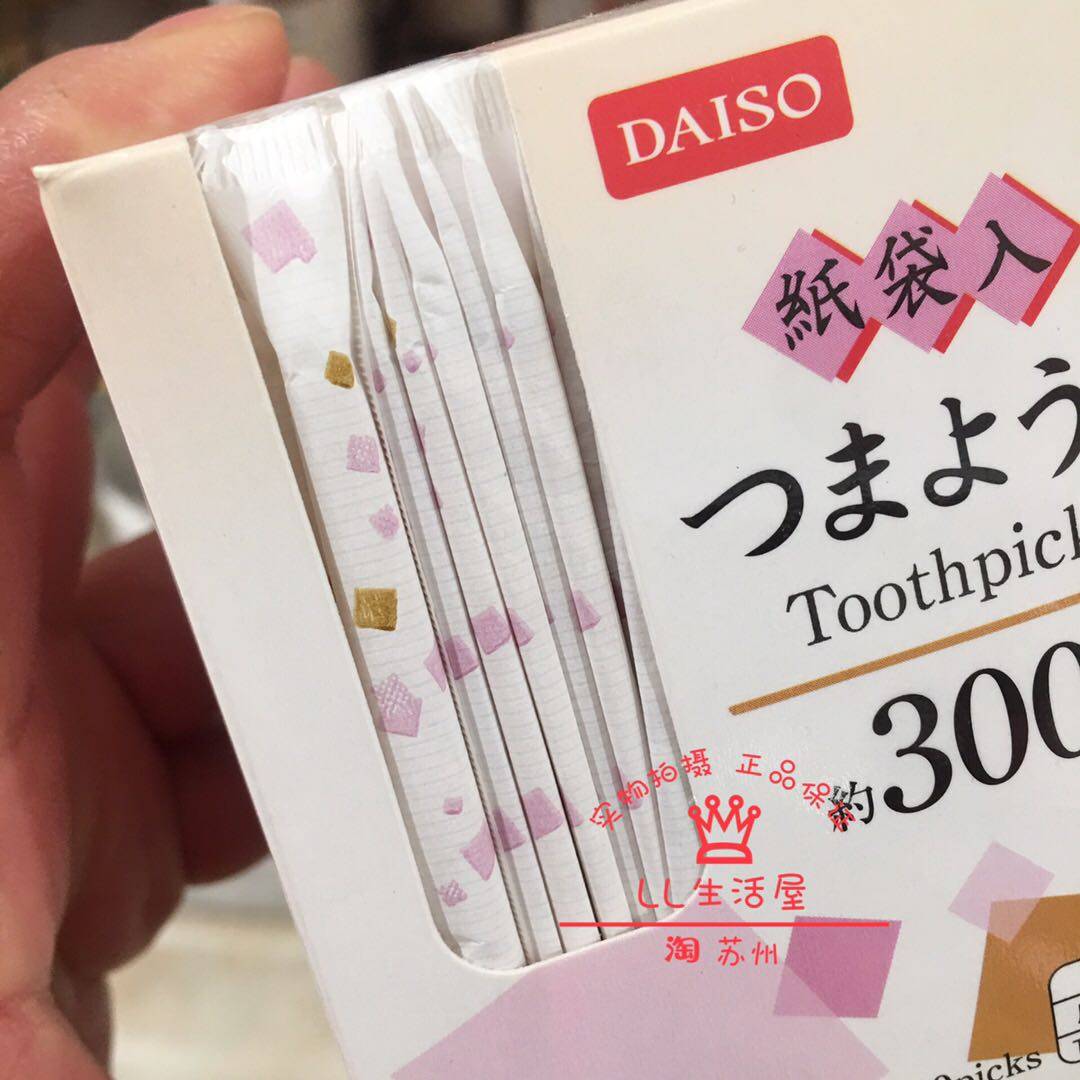 DAISO
紙袋入
つまよう
Toothpick
約300
实物拍摄 正品保
LL生活屋
淘 苏州
picks